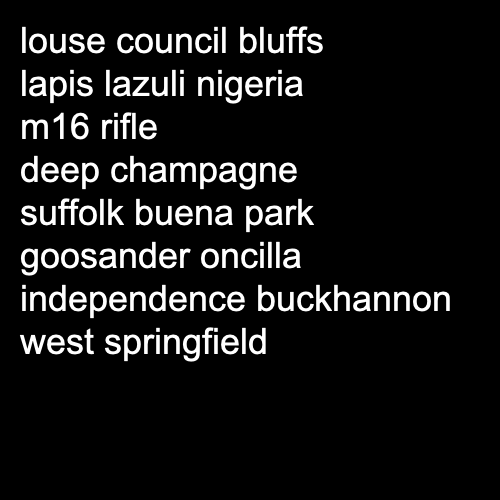 louse council bluffs
lapis lazuli nigeria
m16 rifle
deep champagne
suffolk buena park
goosander oncilla
independence buckhannon
west springfield